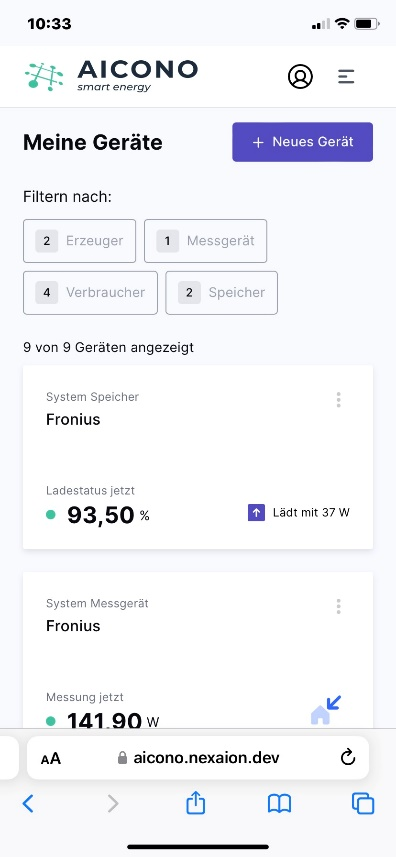 10:33
AICONO
smart energy
Meine Geräte
+ Neues Gerät
Filtern nach:
2 Erzeuger
1 Messgerät
4 Verbraucher
2 Speicher
9 von 9 Geräten angezeigt
System Speicher
Fronius
Ladestatus jetzt
93,50 %
Lädt mit 37 W
System Messgerät
Fronius
Messung jetzt
141,90 W
AA
aicono.nexaion.dev